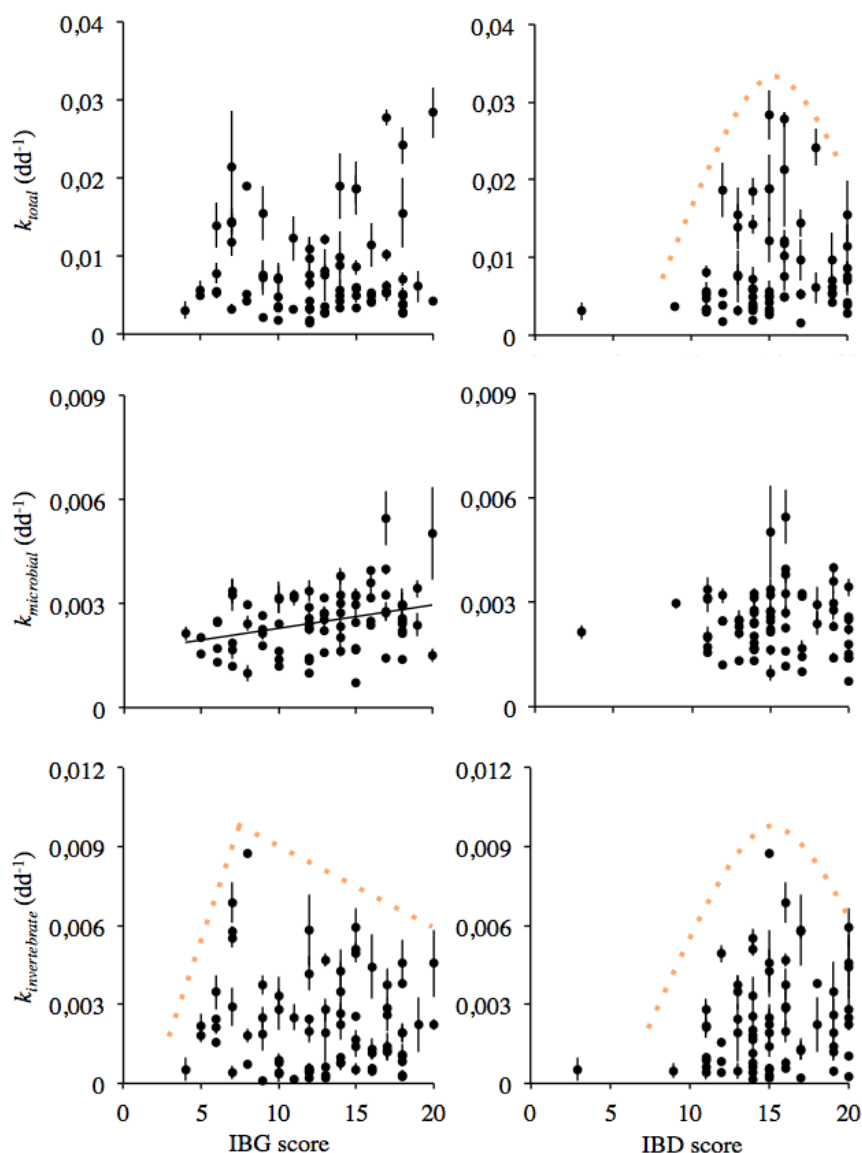 0,04 0,04
0,03 0,03
0,02 0,02
0,01 0,01
0 0
k_total (dd⁻¹)
0,009 0,009
0,006 0,006
0,003 0,003
0 0
k_microbial (dd⁻¹)
0,012 0,012
0,009 0,009
0,006 0,006
0,003 0,003
0 0
k_invertebrate (dd⁻¹)
0 5 10 15 20 0 5 10 15 20
IBG score IBD score